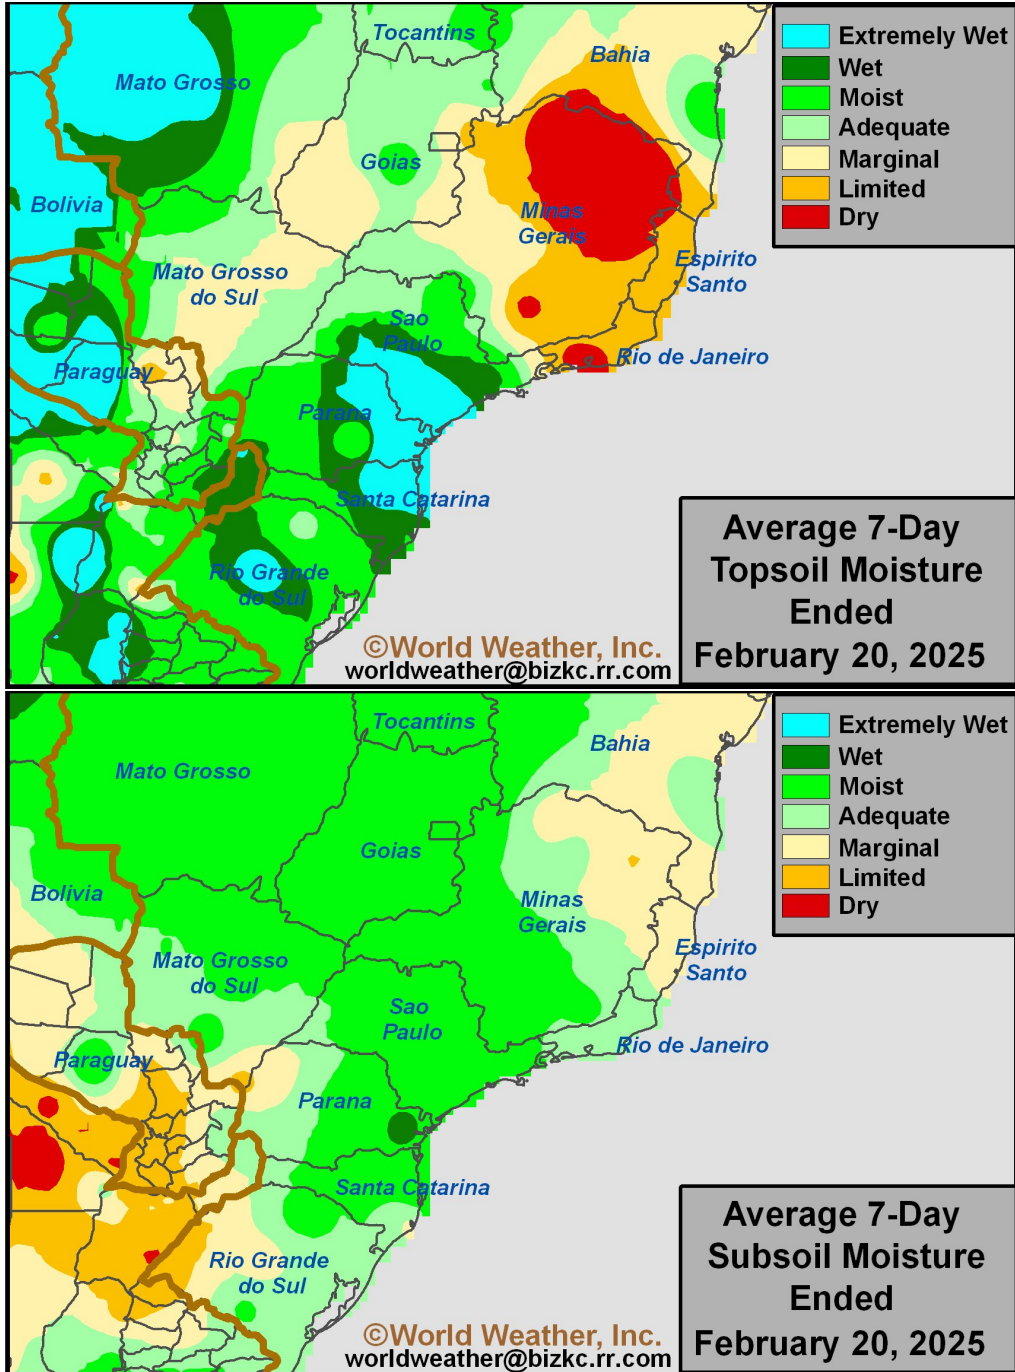 Tocantins
Bahia
Mato Grosso
Goias
Bolivia
Minas
Gerais
Mato Grosso
do Sul
Espirito
Santo
Sao
Paulo
Rio de Janeiro
Paraguay
Parana
Santa Catarina
Rio Grande
do Sul
Extremely Wet
Wet
Moist
Adequate
Marginal
Limited
Dry
Average 7-Day
Topsoil Moisture
Ended
February 20, 2025
©World Weather, Inc.
worldweather@bizkc.rr.com
Tocantins
Bahia
Mato Grosso
Goias
Bolivia
Minas
Gerais
Mato Grosso
do Sul
Espirito
Santo
Sao
Paulo
Rio de Janeiro
Paraguay
Parana
Santa Catarina
Rio Grande
do Sul
Extremely Wet
Wet
Moist
Adequate
Marginal
Limited
Dry
Average 7-Day
Subsoil Moisture
Ended
February 20, 2025
©World Weather, Inc.
worldweather@bizkc.rr.com